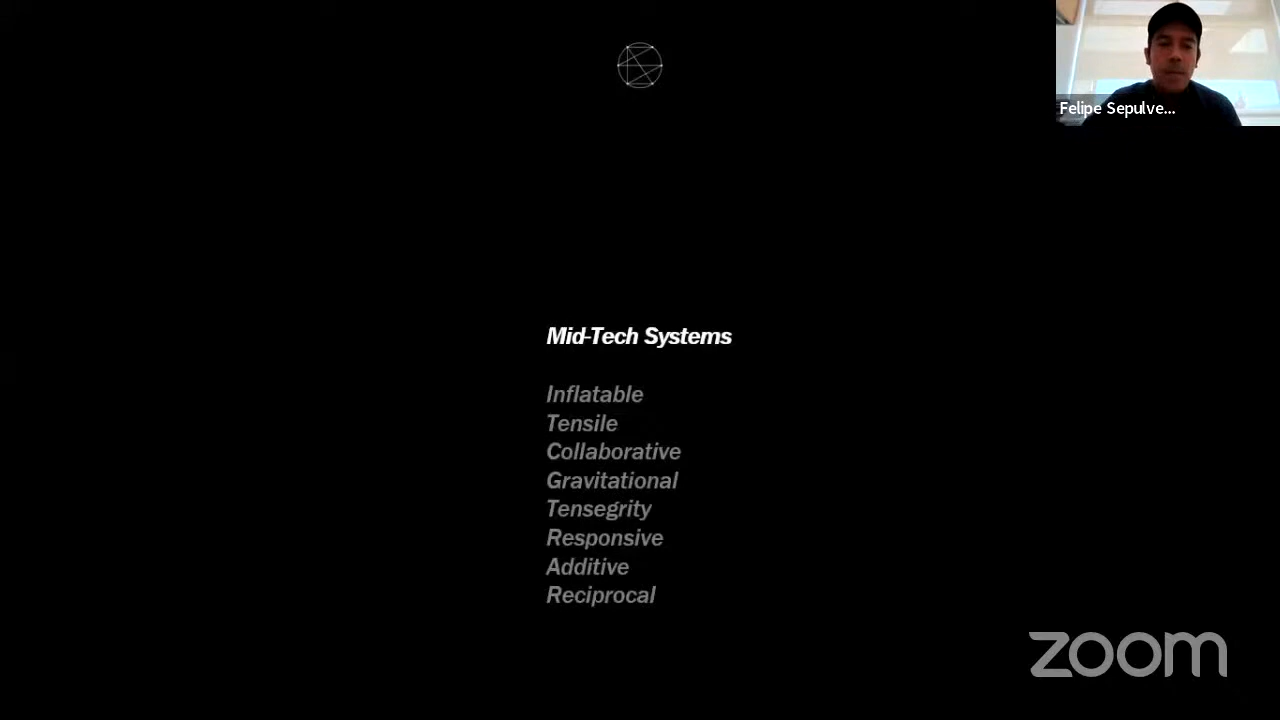 Felipe Sepulve...
Mid-Tech Systems
Inflatable
Tensile
Collaborative
Gravitational
Tensegrity
Responsive
Additive
Reciprocal
zoom